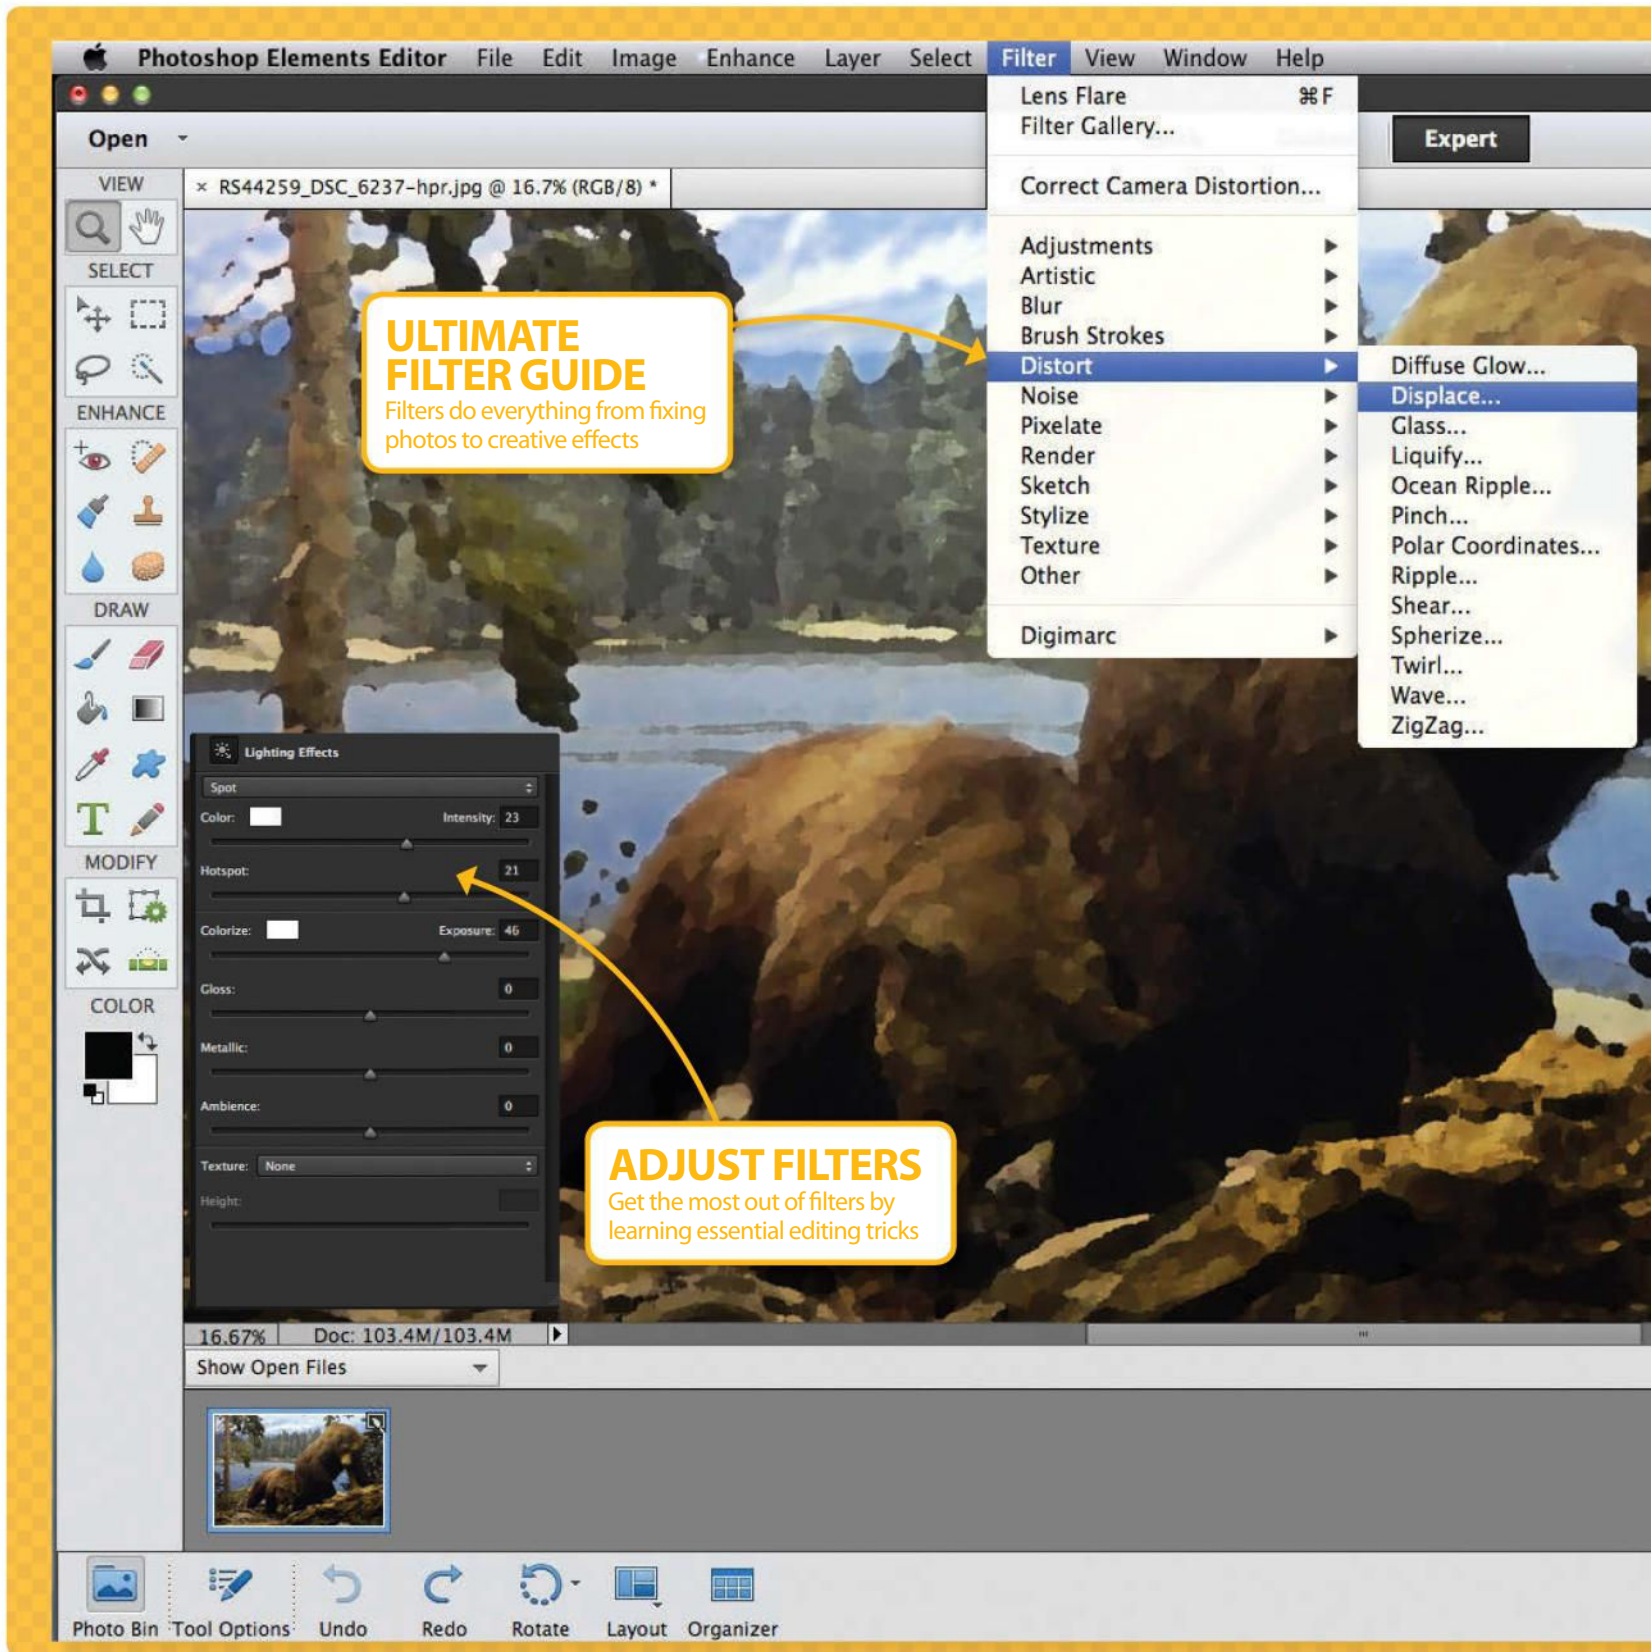 Photoshop Elements Editor File Edit Image Enhance Layer Select Filter View Window Help
Open
Expert
× RS44259_DSC_6237-hpr.jpg @ 16.7% (RGB/8) *
VIEW
SELECT
ENHANCE
DRAW
T
MODIFY
COLOR
Lens Flare ⌘F
Filter Gallery...
Correct Camera Distortion...
Adjustments
Artistic
Blur
Brush Strokes
Distort
Noise
Pixelate
Render
Sketch
Stylize
Texture
Other
Digimarc
Diffuse Glow...
Displace...
Glass...
Liquify...
Ocean Ripple...
Pinch...
Polar Coordinates...
Ripple...
Shear...
Spherize...
Twirl...
Wave...
ZigZag...
ULTIMATE
FILTER GUIDE
Filters do everything from fixing
photos to creative effects
Lighting Effects
Spot
Color: Intensity: 23
Hotspot: 21
Colorize: Exposure: 46
Gloss: 0
Metallic: 0
Ambience: 0
Texture: None
Height:
ADJUST FILTERS
Get the most out of filters by
learning essential editing tricks
16.67% Doc: 103.4M/103.4M
Show Open Files
Photo Bin Tool Options Undo Redo Rotate Layout Organizer